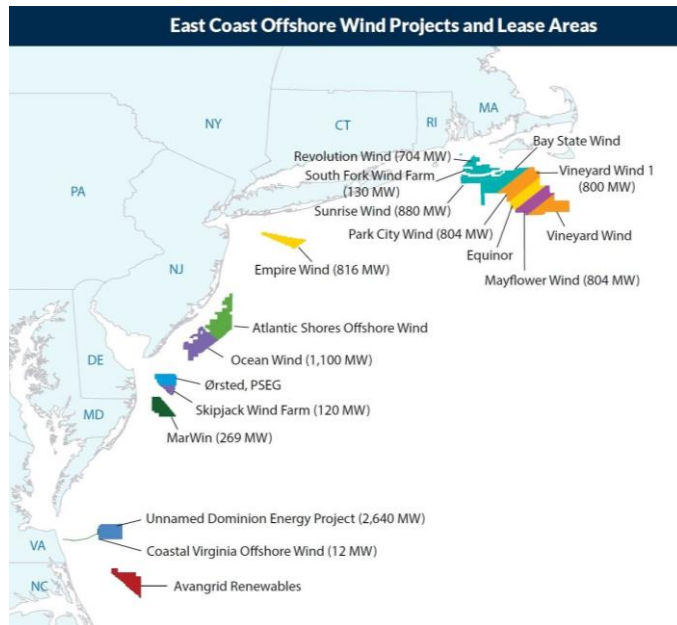 East Coast Offshore Wind Projects and Lease Areas
MA
NY
CT
RI
Bay State Wind
Revolution Wind (704 MW)
South Fork Wind Farm
(130 MW)
Vineyard Wind 1
(800 MW)
PA
Sunrise Wind (880 MW)
Park City Wind (804 MW)
Vineyard Wind
Equinor
Mayflower Wind (804 MW)
NJ
Empire Wind (816 MW)
Atlantic Shores Offshore Wind
DE
Ocean Wind (1,100 MW)
Ørsted, PSEG
MD
Skipjack Wind Farm (120 MW)
MarWin (269 MW)
Unnamed Dominion Energy Project (2,640 MW)
VA
Coastal Virginia Offshore Wind (12 MW)
NC
Avangrid Renewables